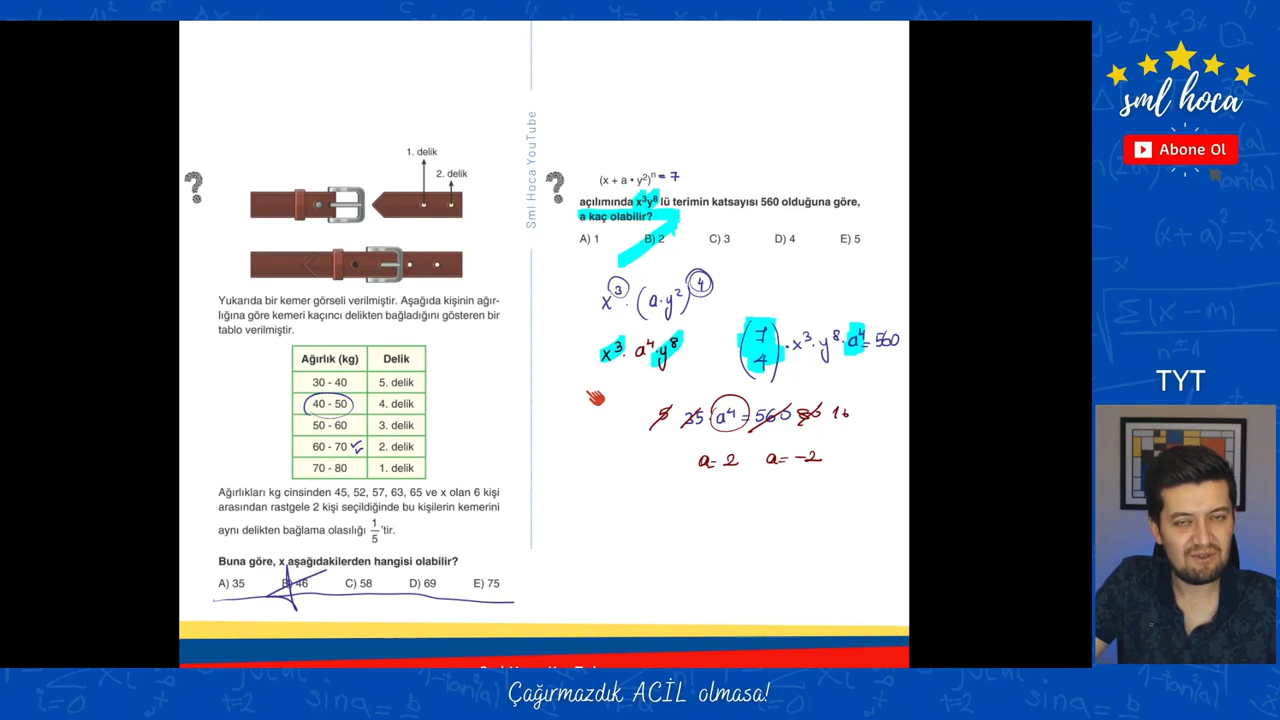 1. delik
2. delik
Yukarıda bir kemer görseli verilmiştir. Aşağıda kişinin ağır-
lığına göre kemeri kaçıncı delikten bağladığını gösteren bir
tablo verilmiştir.
Ağırlık (kg) Delik
30 - 40 5. delik
40 - 50 4. delik
50 - 60 3. delik
60 - 70 2. delik
70 - 80 1. delik
Ağırlıkları kg cinsinden 45, 52, 57, 63, 65 ve x olan 6 kişi
arasından rastgele 2 kişi seçildiğinde bu kişilerin kemerini
aynı delikten bağlama olasılığı 1/5 'tir.
Buna göre, x aşağıdakilerden hangisi olabilir?
A) 35 B) 46 C) 58 D) 69 E) 75
Sml Hoca YouTube
(x + a • y²)ⁿ = 7
açılımında x³y⁸ lü terimin katsayısı 560 olduğuna göre,
a kaç olabilir?
A) 1 B) 2 C) 3 D) 4 E) 5
x³ · (a·y²)⁴
x³ · a⁴ · y⁸
(7 4) · x³ · y⁸ · a⁴ = 560
5 35 · a⁴ = 560 80 16
a = 2 a = -2
sml hoca
Abone Ol
TYT
Çağırmazdık ACİL olmasa!